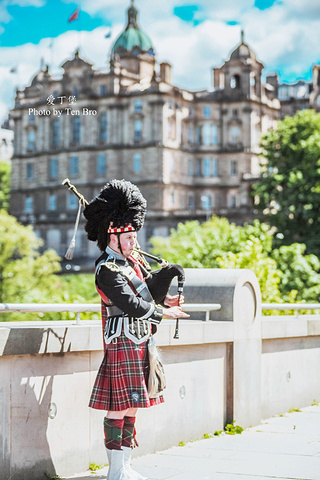 爱丁堡
Photo by Ten Bro